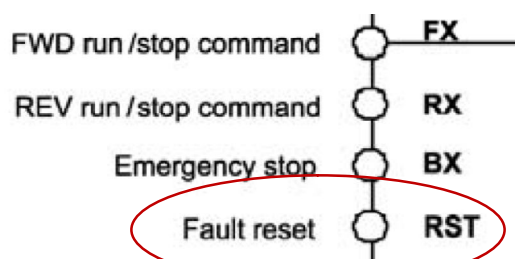 FWD run/stop command FX
REV run/stop command RX
Emergency stop BX
Fault reset RST